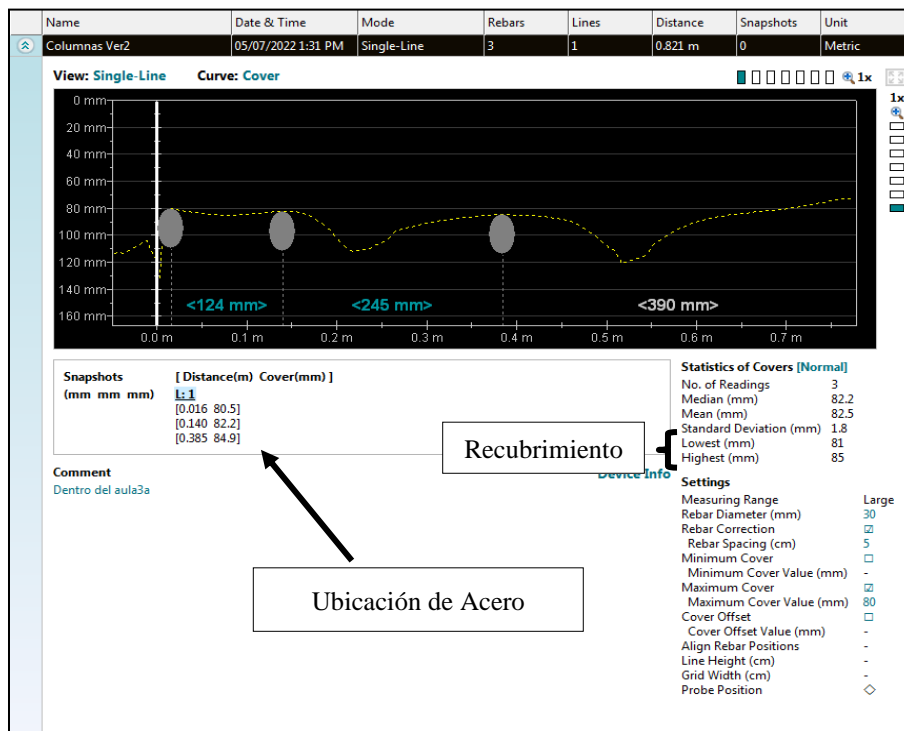 Name Date & Time Mode Rebars Lines Distance Snapshots Unit
Columnas Ver2 05/07/2022 1:31 PM Single-Line 3 1 0.821 m 0 Metric
View: Single-Line Curve: Cover 1x
1x
0 mm
20 mm
40 mm
60 mm
80 mm
100 mm
120 mm
140 mm
160 mm
<124 mm> <245 mm> <390 mm>
0.0 m 0.1 m 0.2 m 0.3 m 0.4 m 0.5 m 0.6 m 0.7 m
Snapshots [ Distance(m) Cover(mm) ]
(mm mm mm) L: 1
[0.016 80.5]
[0.140 82.2]
[0.385 84.9]
Comment
Dentro del aula3a
Recubrimiento
Ubicación de Acero
Device Info
Statistics of Covers [Normal]
No. of Readings 3
Median (mm) 82.2
Mean (mm) 82.5
Standard Deviation (mm) 1.8
Lowest (mm) 81
Highest (mm) 85
Settings
Measuring Range Large
Rebar Diameter (mm) 30
Rebar Correction ☑
Rebar Spacing (cm) 5
Minimum Cover ☐
Minimum Cover Value (mm) -
Maximum Cover ☑
Maximum Cover Value (mm) 80
Cover Offset ☐
Cover Offset Value (mm) -
Align Rebar Positions -
Line Height (cm) -
Grid Width (cm) -
Probe Position ◇